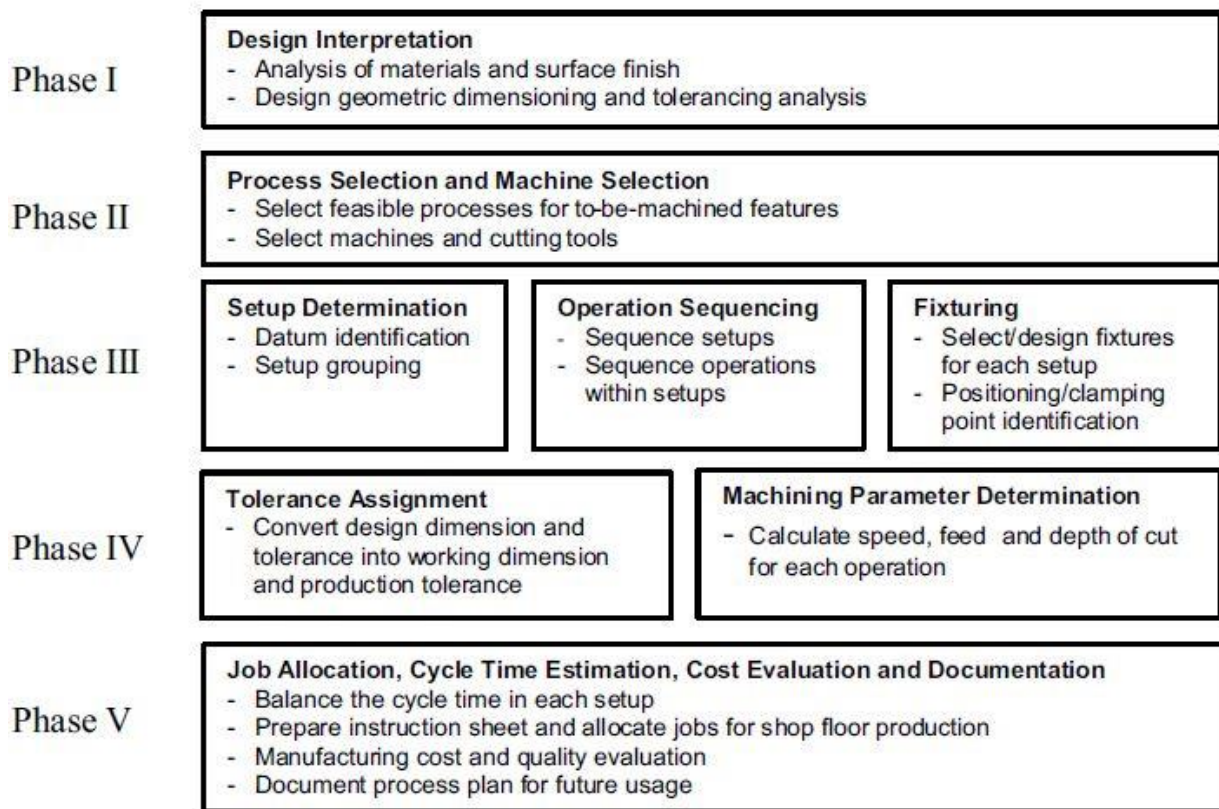 Phase I
Design Interpretation
- Analysis of materials and surface finish
- Design geometric dimensioning and tolerancing analysis
Phase II
Process Selection and Machine Selection
- Select feasible processes for to-be-machined features
- Select machines and cutting tools
Phase III
Setup Determination
- Datum identification
- Setup grouping
Operation Sequencing
- Sequence setups
- Sequence operations
within setups
Fixturing
- Select/design fixtures
for each setup
- Positioning/clamping
point identification
Phase IV
Tolerance Assignment
- Convert design dimension and
tolerance into working dimension
and production tolerance
Machining Parameter Determination
- Calculate speed, feed and depth of cut
for each operation
Phase V
Job Allocation, Cycle Time Estimation, Cost Evaluation and Documentation
- Balance the cycle time in each setup
- Prepare instruction sheet and allocate jobs for shop floor production
- Manufacturing cost and quality evaluation
- Document process plan for future usage